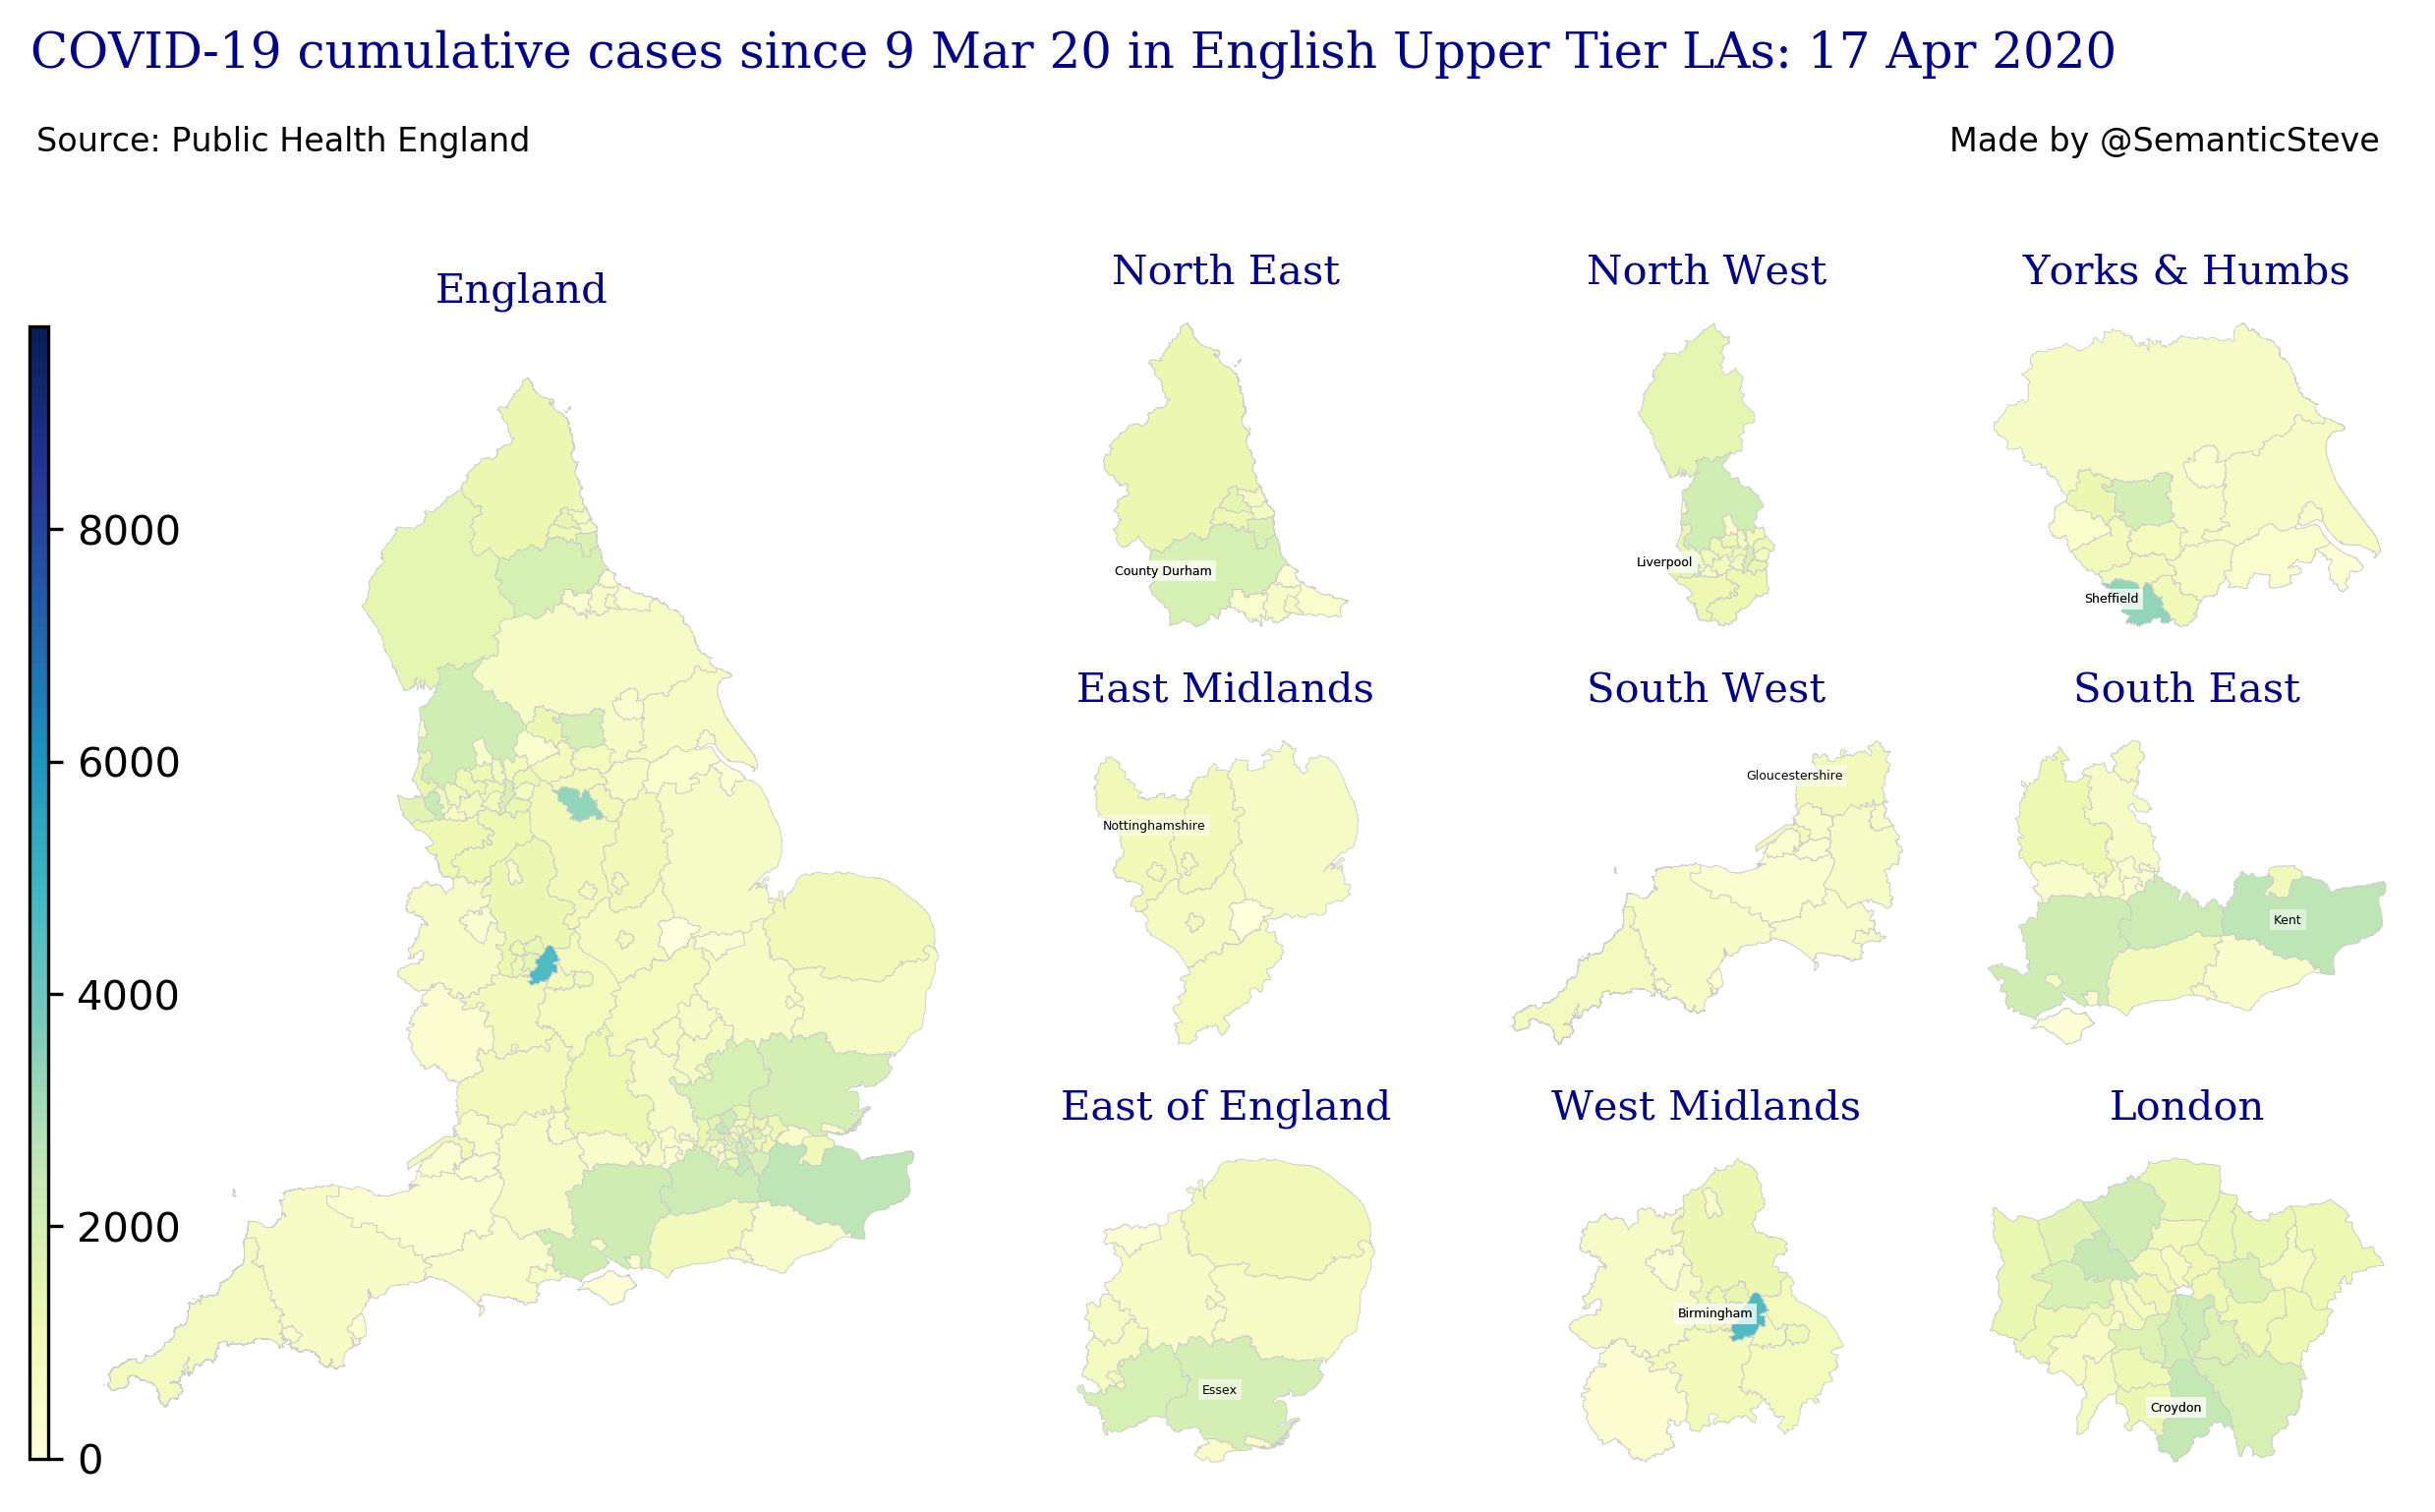 COVID-19 cumulative cases since 9 Mar 20 in English Upper Tier LAs: 17 Apr 2020
Source: Public Health England
Made by @SemanticSteve
England
8000
6000
4000
2000
0
North East
County Durham
North West
Liverpool
Yorks & Humbs
Sheffield
East Midlands
Nottinghamshire
South West
Gloucestershire
South East
Kent
East of England
Essex
West Midlands
Birmingham
London
Croydon